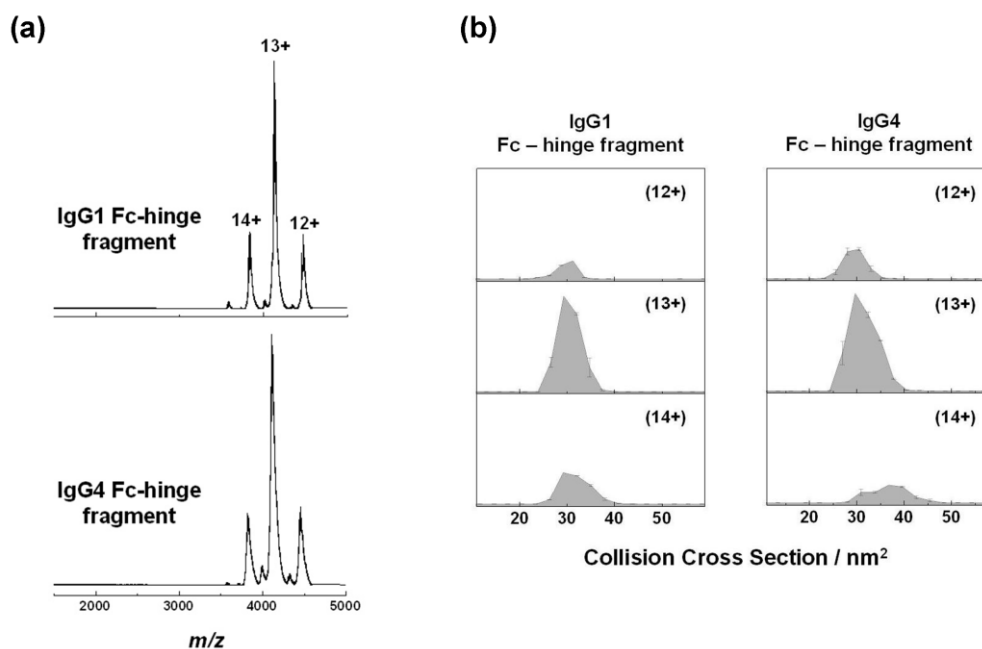 (a)
13+
14+
12+
IgG1 Fc-hinge
fragment
IgG4 Fc-hinge
fragment
2000
3000
4000
5000
m/z
(b)
IgG1
Fc – hinge fragment
IgG4
Fc – hinge fragment
(12+)
(12+)
(13+)
(13+)
(14+)
(14+)
20 30 40 50
20 30 40 50
Collision Cross Section / nm²